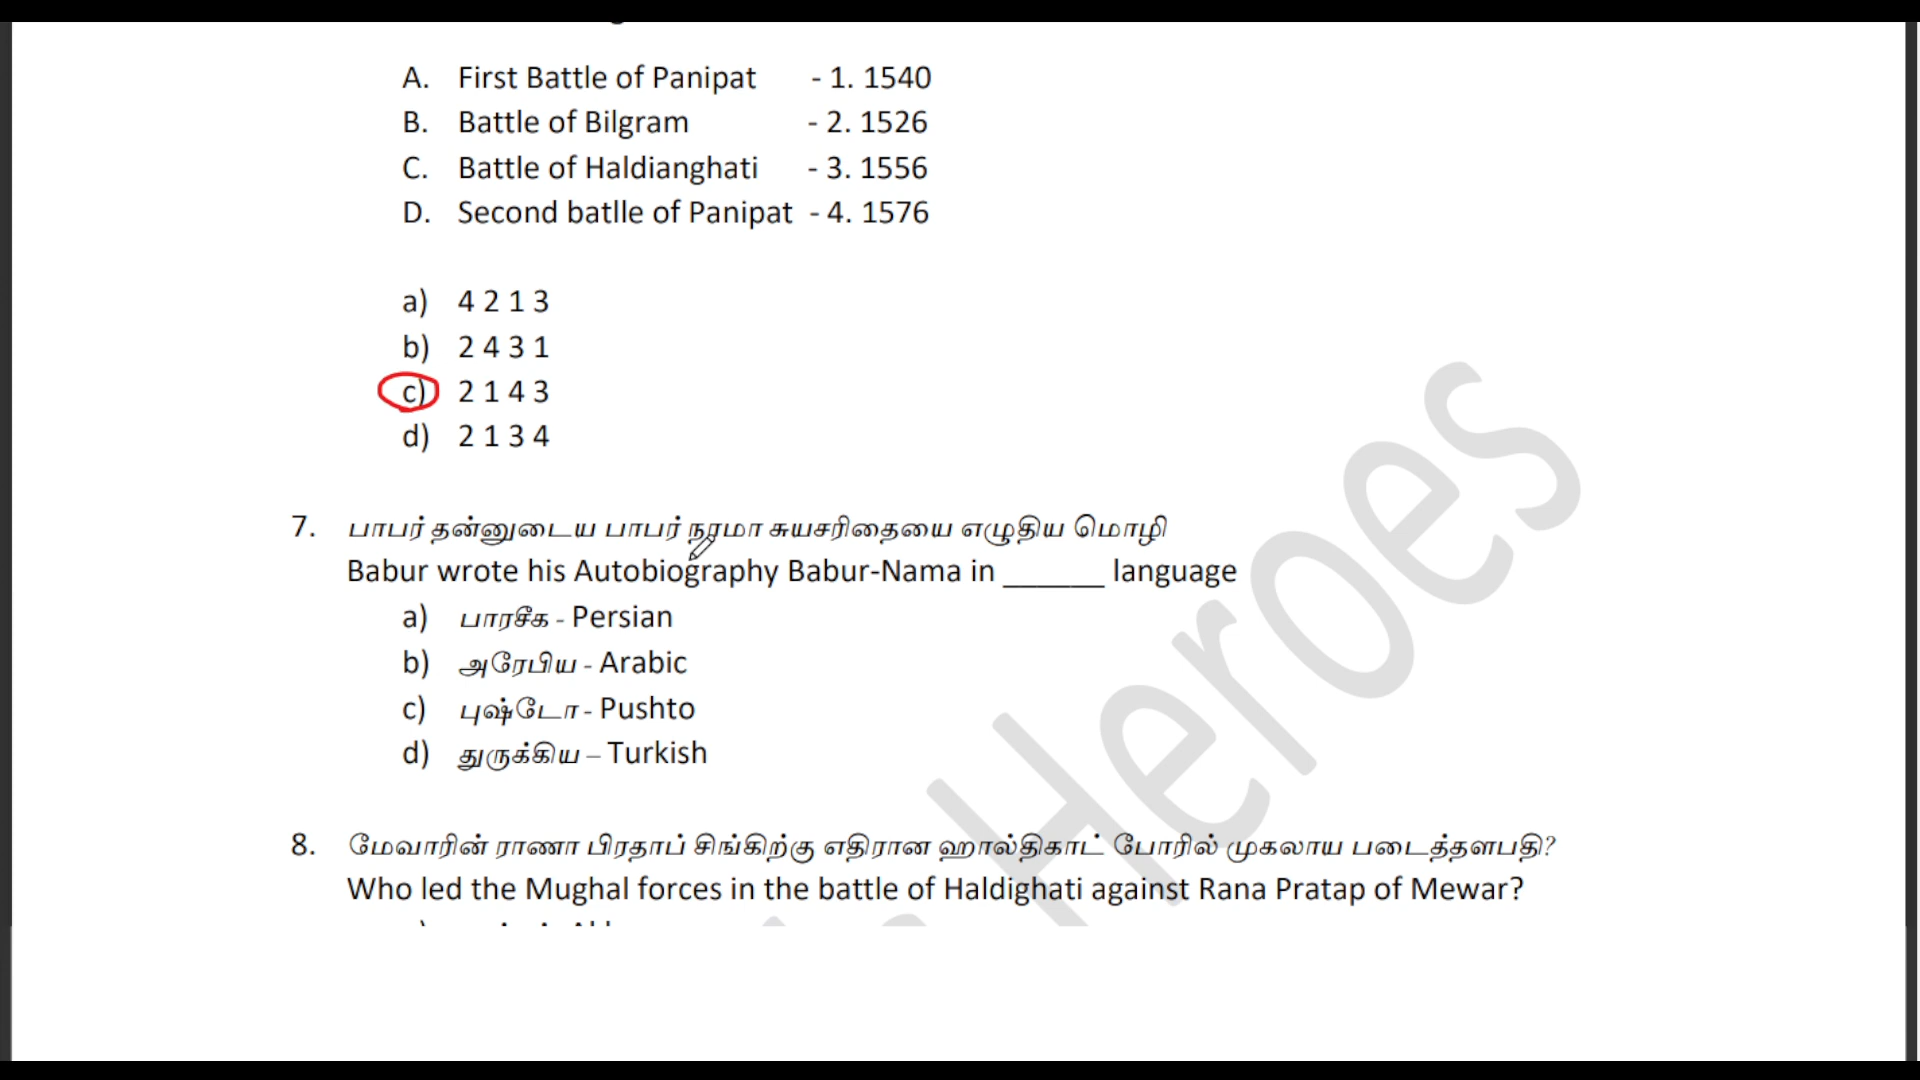 A. First Battle of Panipat - 1. 1540
B. Battle of Bilgram - 2. 1526
C. Battle of Haldianghati - 3. 1556
D. Second batlle of Panipat - 4. 1576
a) 4 2 1 3
b) 2 4 3 1
c) 2 1 4 3
d) 2 1 3 4
7. பாபர் தன்னுடைய பாபர் நாமா சுயசரிதையை எழுதிய மொழி
Babur wrote his Autobiography Babur-Nama in ______ language
a) பாரசீக - Persian
b) அரேபிய - Arabic
c) புஷ்டோ - Pushto
d) துருக்கிய – Turkish
8. மேவாரின் ராணா பிரதாப் சிங்கிற்கு எதிரான ஹால்திகாட் போரில் முகலாய படைத்தளபதி?
Who led the Mughal forces in the battle of Haldighati against Rana Pratap of Mewar?
Heroes